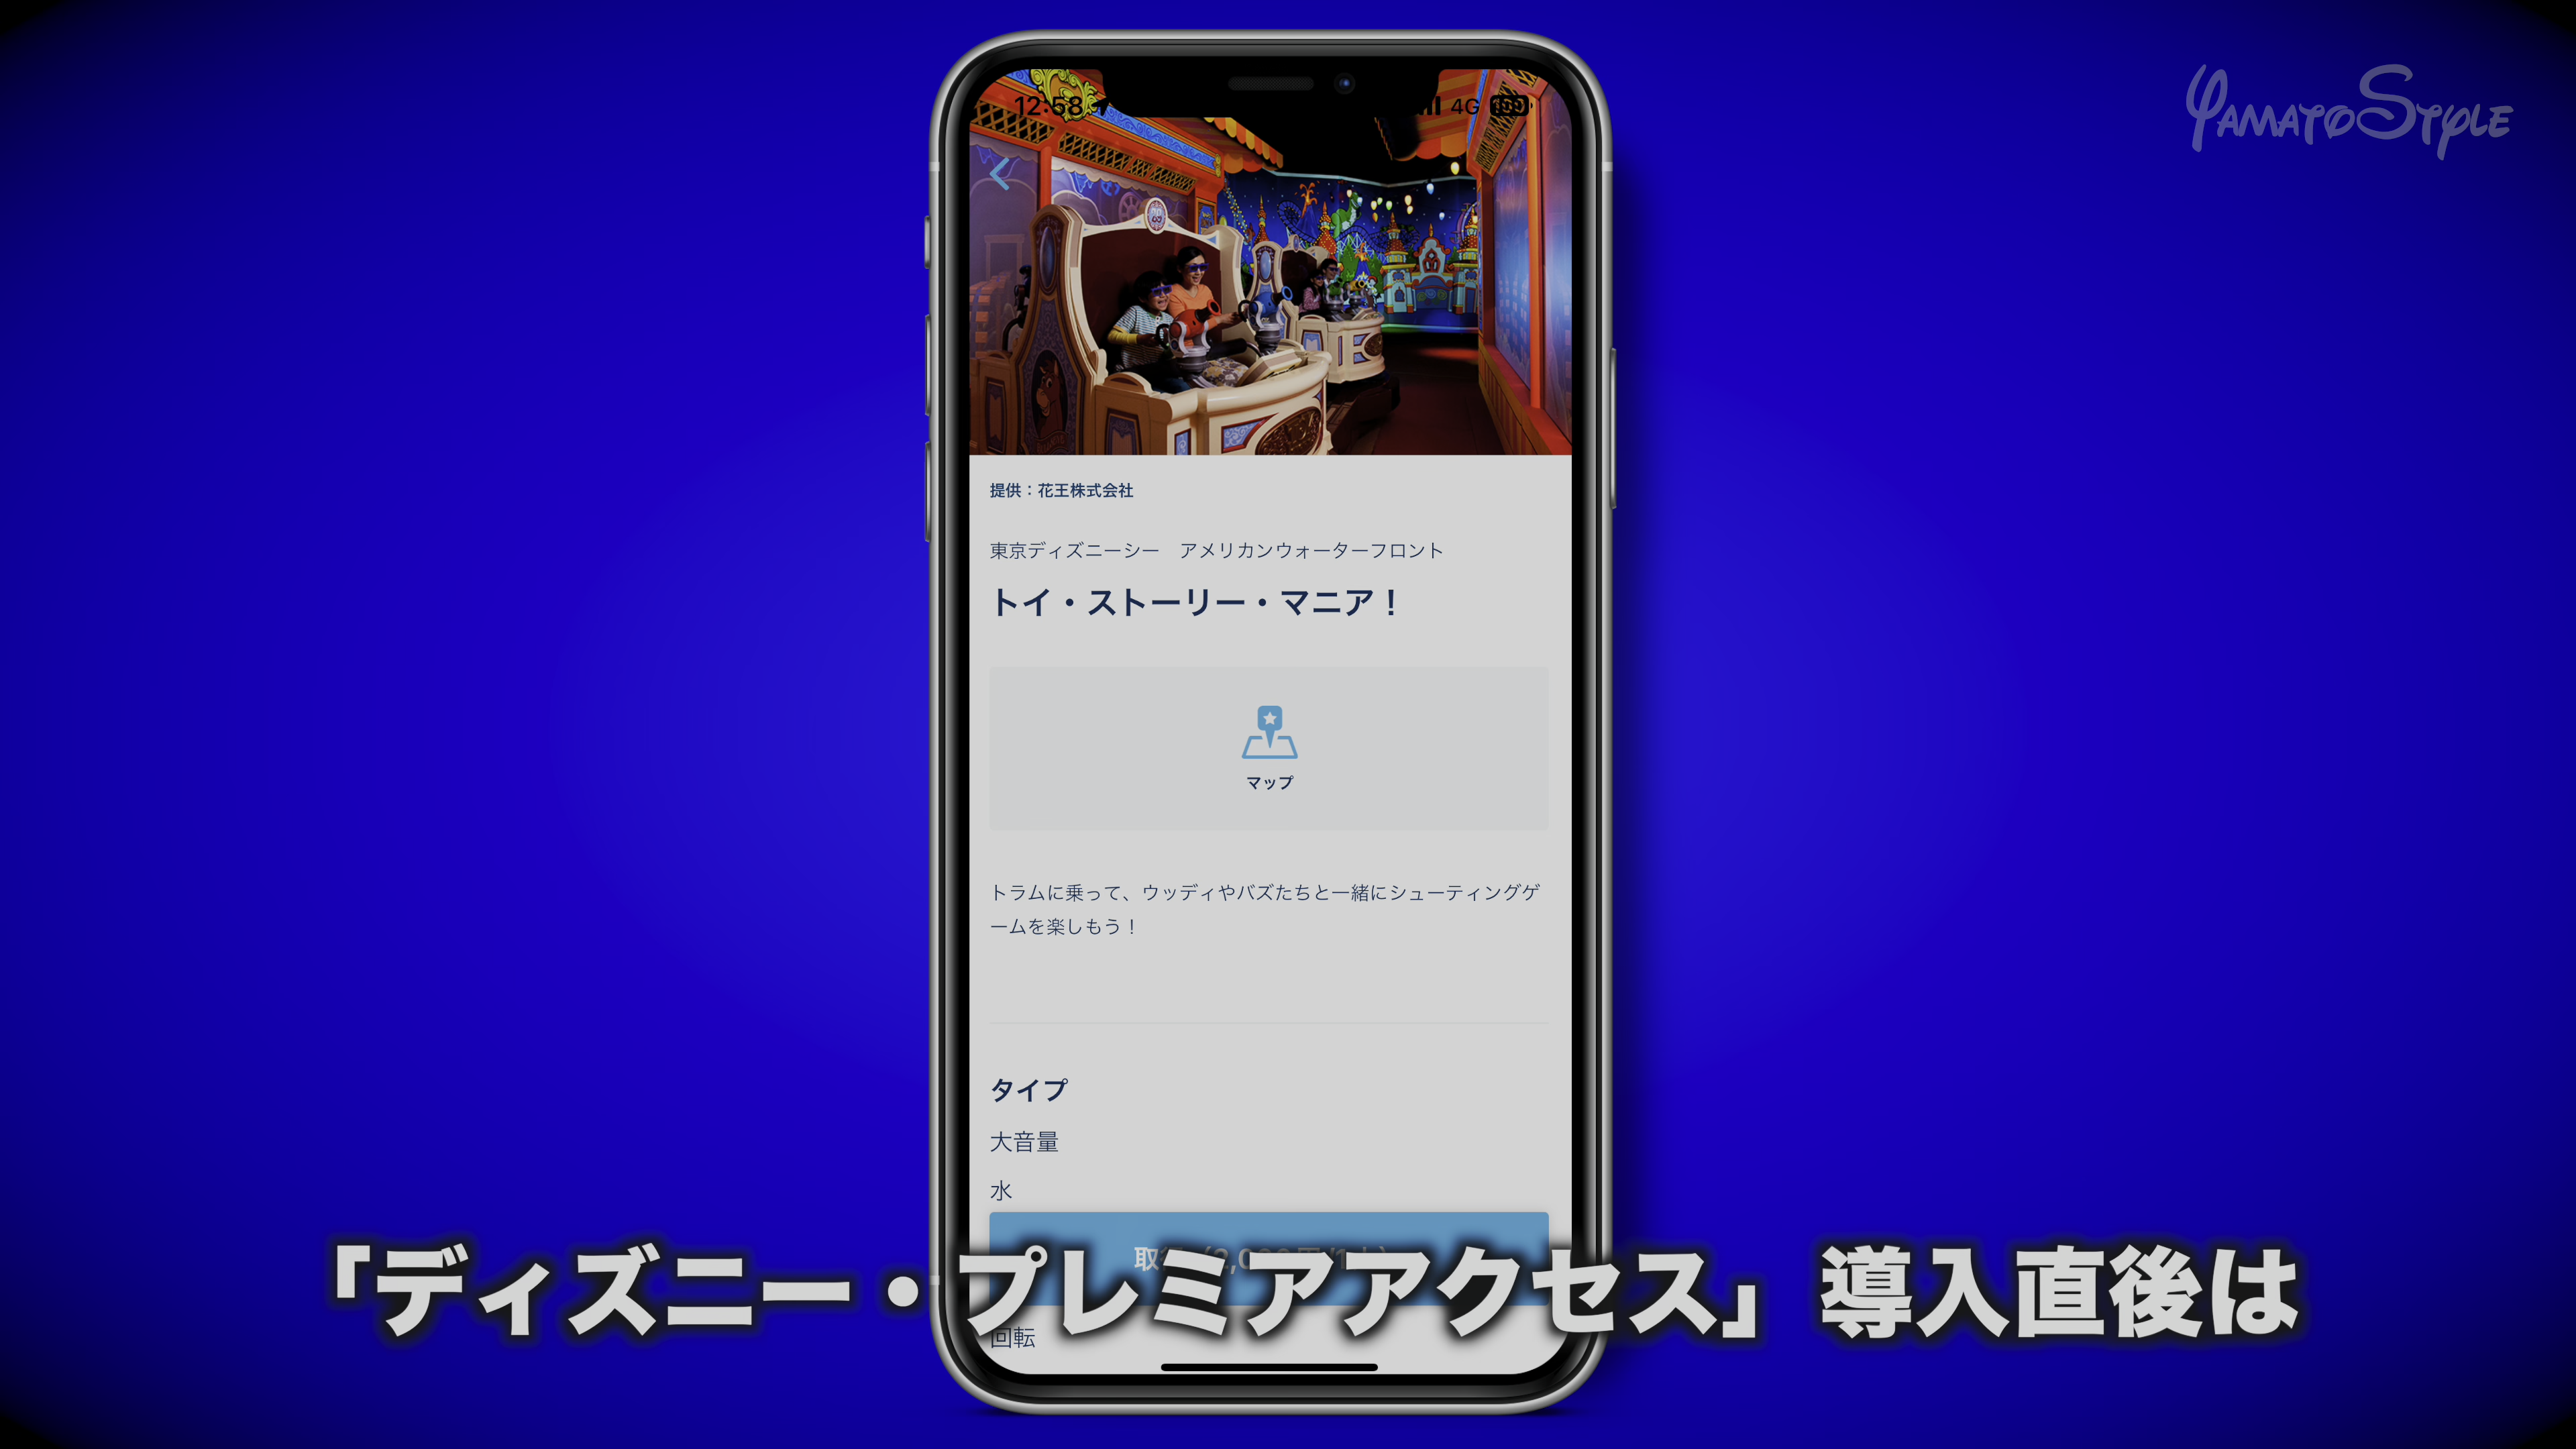 YAMATOSTYLE
12:58
4G
提供：花王株式会社
東京ディズニーシー　アメリカンウォーターフロント
トイ・ストーリー・マニア！
マップ
トラムに乗って、ウッディやバズたちと一緒にシューティングゲ
ームを楽しもう！
タイプ
大音量
水
「ディズニー・プレミアアクセス」導入直後は
回転